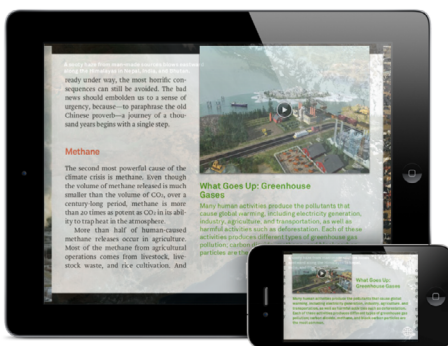 ready under way, the most horrific con-
sequences can still be avoided. The bad
news should embolden us to a sense of
urgency, because—to paraphrase the old
Chinese proverb—a journey of a thou-
sand years begins with a single step.
Methane
The second most powerful cause of the
climate crisis is methane. Even though
the volume of methane released is much
smaller than the volume of CO₂, over a
century-long period, methane is more
than 20 times as potent as CO₂ in its abil-
ity to trap heat in the atmosphere.
More than half of human-caused
methane releases occur in agriculture.
Most of the methane from agricultural
operations comes from livestock, live-
stock waste, and rice cultivation. And
What Goes Up: Greenhouse
Gases
Many human activities produce the pollutants that
cause global warming, including electricity generation,
industry, agriculture, and transportation, as well as
harmful activities such as deforestation. Each of these
activities produces different types of greenhouse gas
pollution, carbon
particles are the
What Goes Up:
Greenhouse Gases